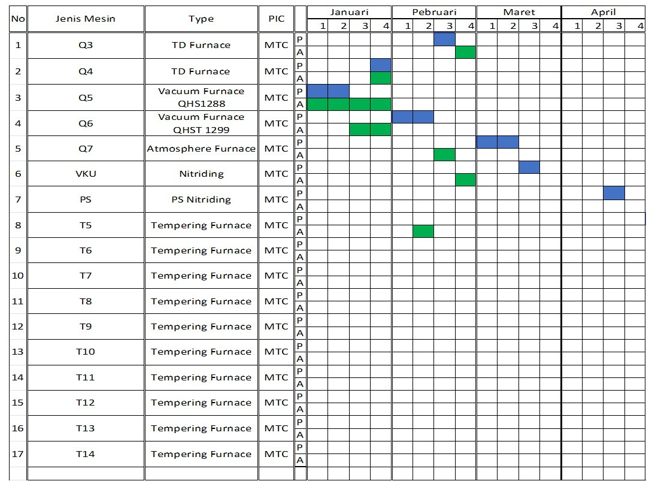 No Jenis Mesin Type PIC Januari Pebruari Maret April
1 2 3 4 1 2 3 4 1 2 3 4 1 2 3 4
1 Q3 TD Furnace MTC P
A
2 Q4 TD Furnace MTC P
A
3 Q5 Vacuum Furnace QHS1288 MTC P
A
4 Q6 Vacuum Furnace QHST 1299 MTC P
A
5 Q7 Atmosphere Furnace MTC P
A
6 VKU Nitriding MTC P
A
7 PS PS Nitriding MTC P
A
8 T5 Tempering Furnace MTC P
A
9 T6 Tempering Furnace MTC P
A
10 T7 Tempering Furnace MTC P
A
11 T8 Tempering Furnace MTC P
A
12 T9 Tempering Furnace MTC P
A
13 T10 Tempering Furnace MTC P
A
14 T11 Tempering Furnace MTC P
A
15 T12 Tempering Furnace MTC P
A
16 T13 Tempering Furnace MTC P
A
17 T14 Tempering Furnace MTC P
A